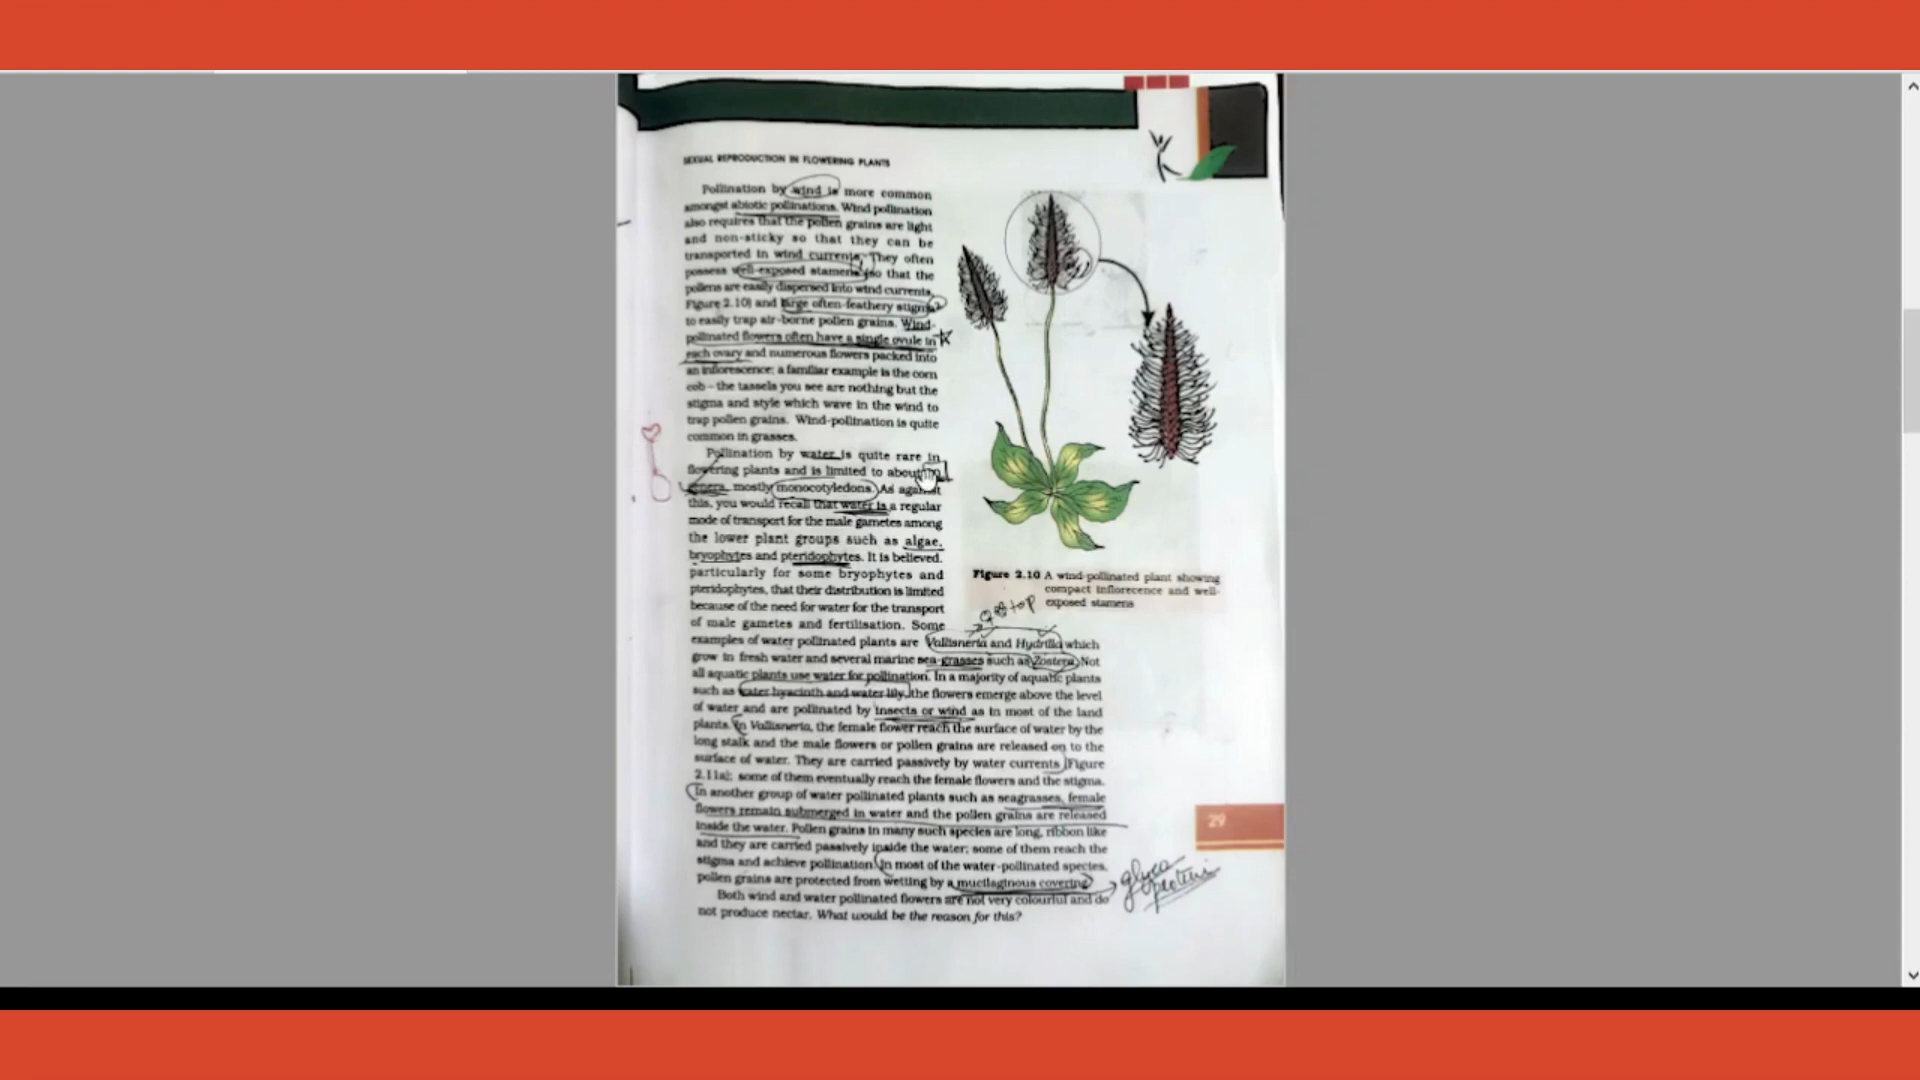 SEXUAL REPRODUCTION IN FLOWERING PLANTS
Pollination by wind is more common
amongst abiotic pollinations. Wind pollination
also requires that the pollen grains are light
and non-sticky so that they can be
transported in wind currents. They often
possess well-exposed stamens (so that the
pollens are easily dispersed into wind currents,
Figure 2.10) and large often-feathery stigma
to easily trap air-borne pollen grains. Wind-
pollinated flowers often have a single ovule in
each ovary and numerous flowers packed into
an inflorescence; a familiar example is the corn
cob – the tassels you see are nothing but the
stigma and style which wave in the wind to
trap pollen grains. Wind-pollination is quite
common in grasses.
Pollination by water is quite rare in
flowering plants and is limited to about
genera, mostly monocotyledons. As against
this, you would recall that water is a regular
mode of transport for the male gametes among
the lower plant groups such as algae,
bryophytes and pteridophytes. It is believed,
particularly for some bryophytes and
pteridophytes, that their distribution is limited
because of the need for water for the transport
of male gametes and fertilisation. Some
examples of water pollinated plants are Vallisneria and Hydrilla which
grow in fresh water and several marine sea-grasses such as Zostera. Not
all aquatic plants use water for pollination. In a majority of aquatic plants
such as water hyacinth and water lily, the flowers emerge above the level
of water and are pollinated by insects or wind as in most of the land
plants. In Vallisneria, the female flower reach the surface of water by the
long stalk and the male flowers or pollen grains are released on to the
surface of water. They are carried passively by water currents (Figure
2.11a); some of them eventually reach the female flowers and the stigma.
In another group of water pollinated plants such as seagrasses, female
flowers remain submerged in water and the pollen grains are released
inside the water. Pollen grains in many such species are long, ribbon like
and they are carried passively inside the water; some of them reach the
stigma and achieve pollination. In most of the water-pollinated species,
pollen grains are protected from wetting by a mucilaginous covering.
Both wind and water pollinated flowers are not very colourful and do
not produce nectar. What would be the reason for this?
Figure 2.10 A wind-pollinated plant showing
compact inflorecence and well-
exposed stamens
29